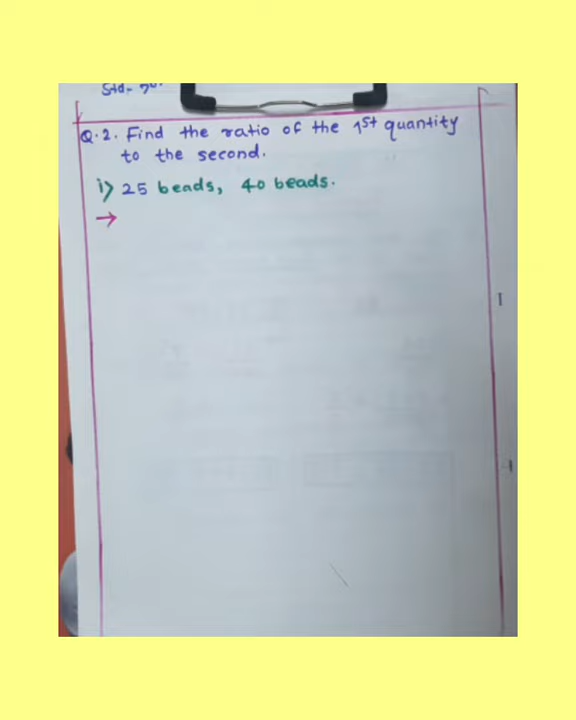 Q.2. Find the ratio of the 1st quantity
to the second.
i) 25 beads, 40 beads.
→